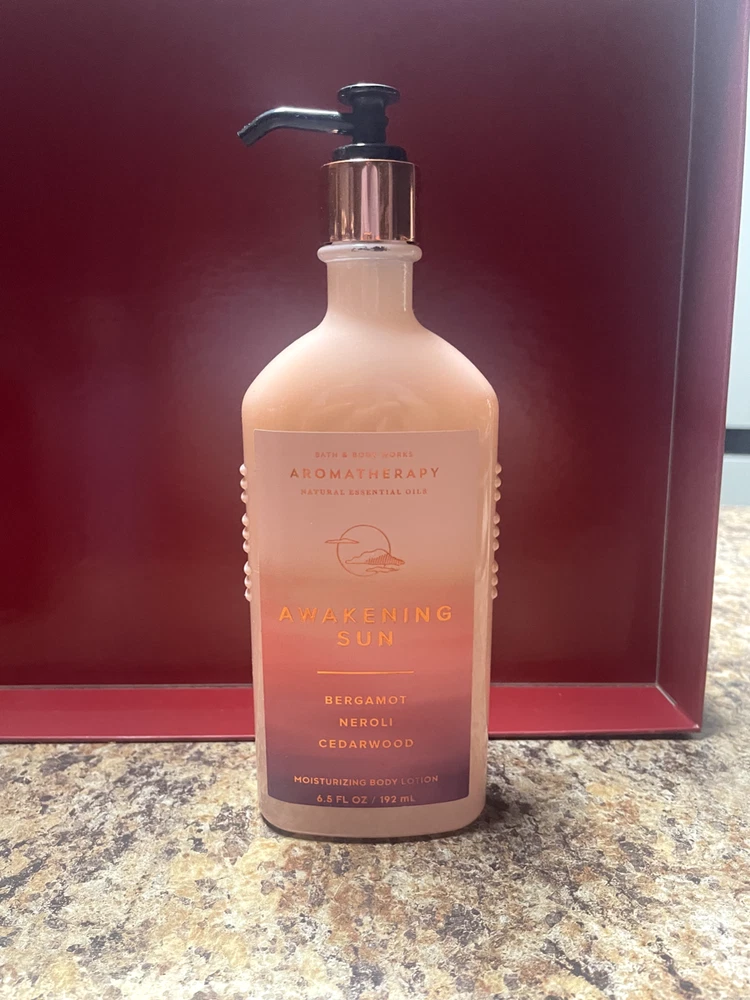 BATH & BODY WORKS
AROMATHERAPY
NATURAL ESSENTIAL OILS
AWAKENING
SUN
BERGAMOT
NEROLI
CEDARWOOD
MOISTURIZING BODY LOTION
6.5 FL OZ / 192 mL